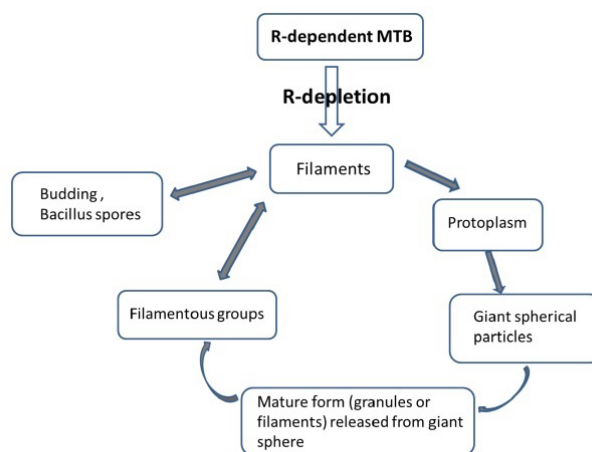 R-dependent MTB
R-depletion
Filaments
Budding ,
Bacillus spores
Protoplasm
Filamentous groups
Giant spherical
particles
Mature form (granules or
filaments) released from giant
sphere